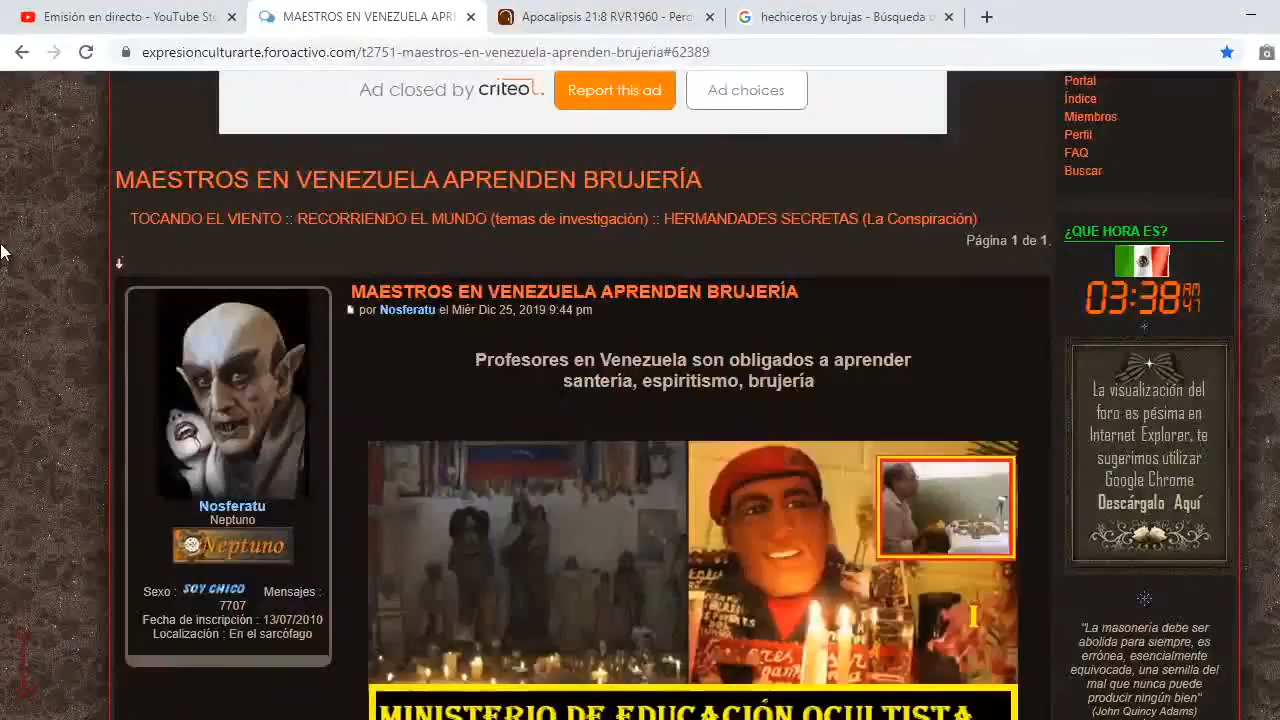 Emisión en directo - YouTube St
MAESTROS EN VENEZUELA APRE
Apocalipsis 21:8 RVR1960 - Pero
hechiceros y brujas - Búsqueda
expresionculturarte.foroactivo.com/t2751-maestros-en-venezuela-aprenden-brujeria#62389
Ad closed by criteo.
Report this ad
Ad choices
Portal
Índice
Miembros
Perfil
FAQ
Buscar
MAESTROS EN VENEZUELA APRENDEN BRUJERÍA
TOCANDO EL VIENTO :: RECORRIENDO EL MUNDO (temas de investigación) :: HERMANDADES SECRETAS (La Conspiración)
Página 1 de 1.
¿QUE HORA ES?
03:38 AM 47
MAESTROS EN VENEZUELA APRENDEN BRUJERÍA
por Nosferatu el Miér Dic 25, 2019 9:44 pm
Profesores en Venezuela son obligados a aprender
santería, espiritismo, brujería
Nosferatu
Neptuno
Neptuno
Sexo : SOY CHICO Mensajes :
7707
Fecha de inscripción : 13/07/2010
Localización : En el sarcófago
MINISTERIO DE EDUCACIÓN OCULTISTA
La visualización del
foro es pésima en
Internet Explorer, te
sugerimos utilizar
Google Chrome
Descárgalo Aquí
"La masonería debe ser
abolida para siempre, es
errónea, esencialmente
equivocada, una semilla del
mal que nunca puede
producir ningún bien"
(John Quincy Adams)